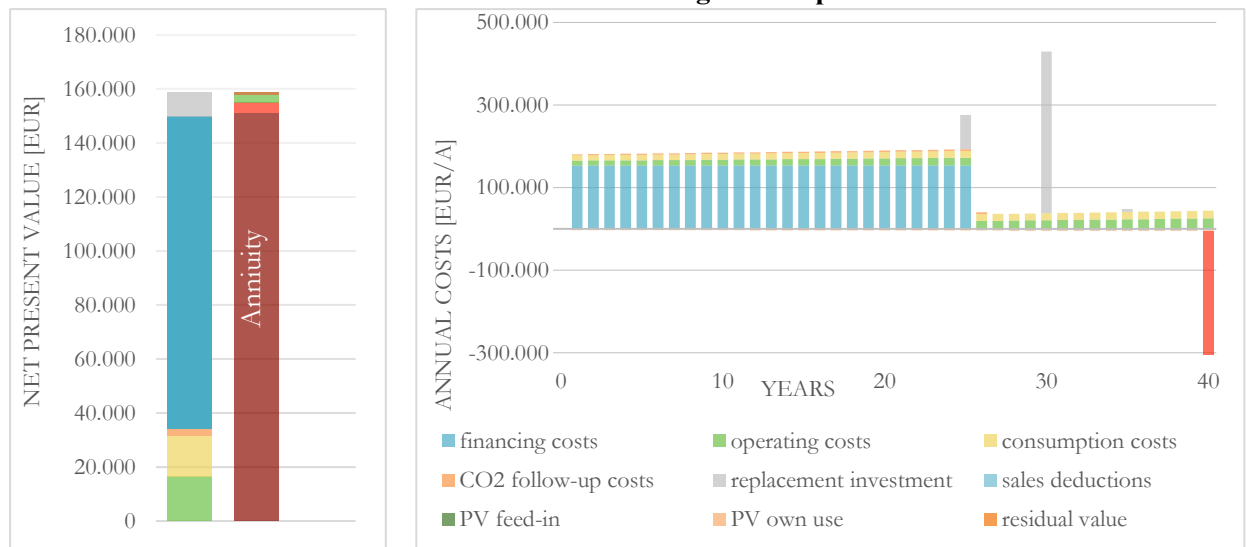 180.000
160.000
140.000
120.000
100.000
80.000
60.000
40.000
20.000
0
NET PRESENT VALUE [EUR]
Anniuity
500.000
300.000
100.000
-100.000
-300.000
ANNUAL COSTS [EUR/A]
0
10
20
30
40
YEARS
financing costs
operating costs
consumption costs
CO2 follow-up costs
replacement investment
sales deductions
PV feed-in
PV own use
residual value